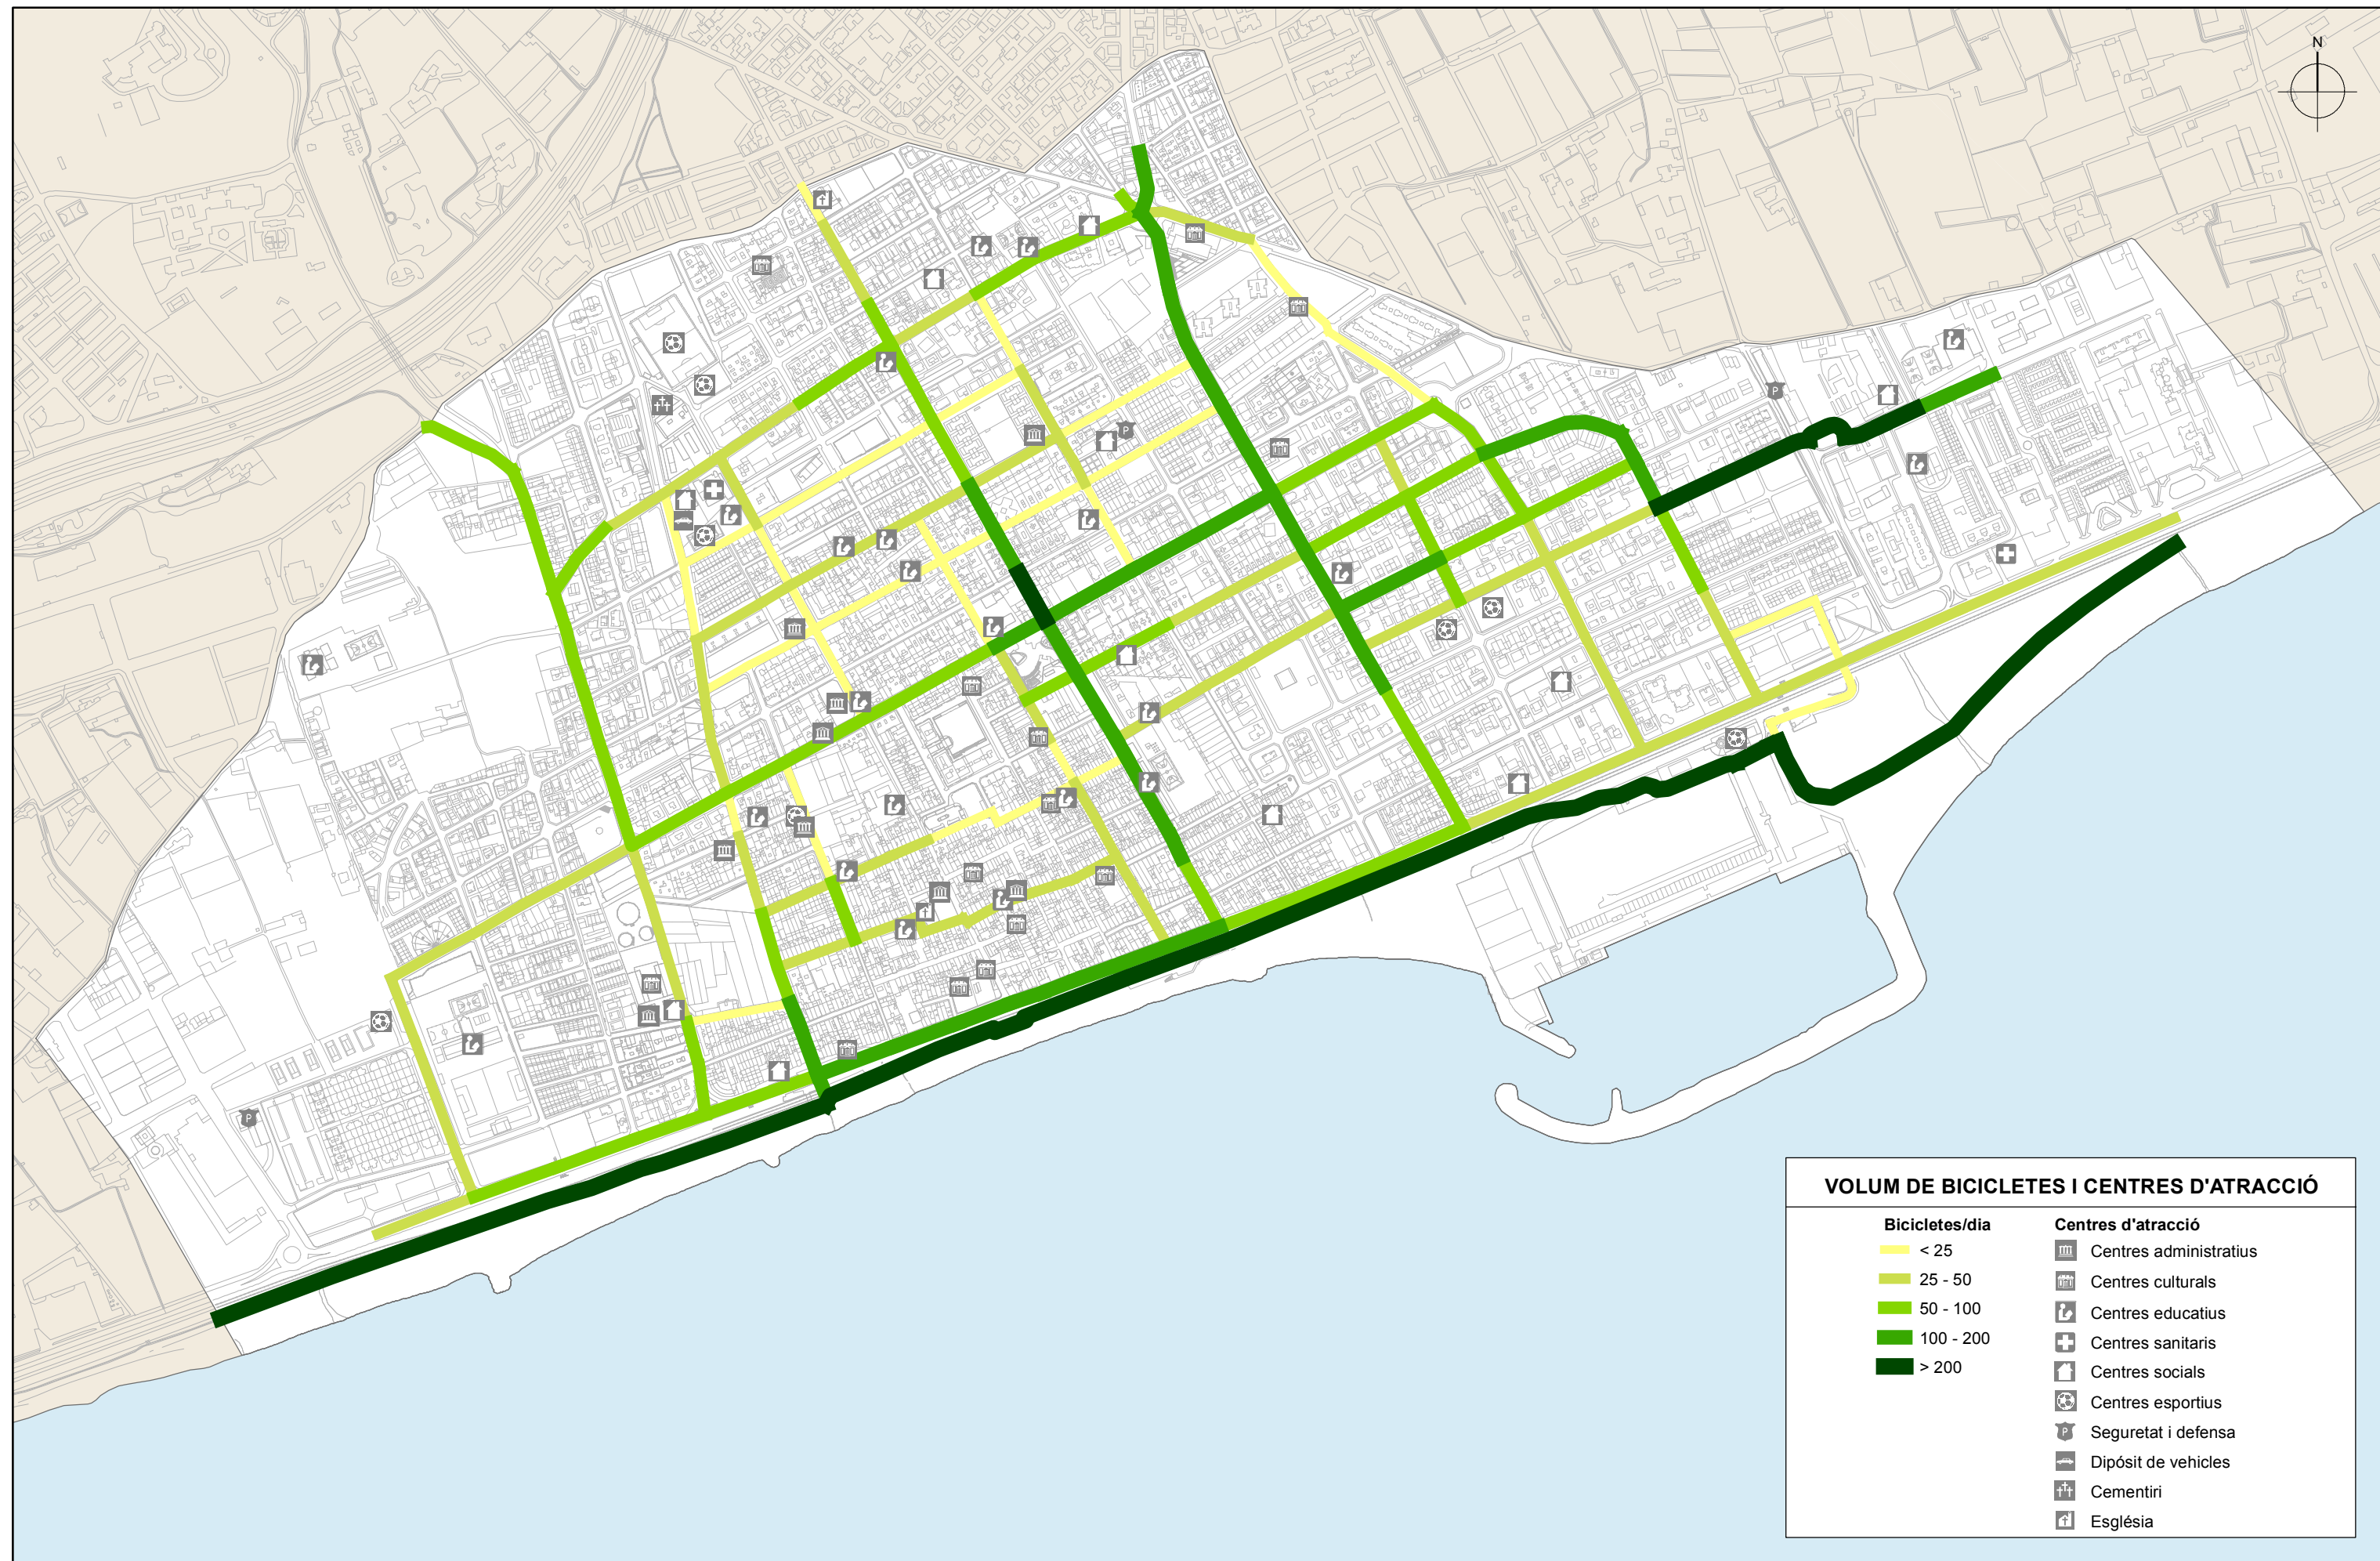 N
P
P
P
VOLUM DE BICICLETES I CENTRES D'ATRACCIÓ
Bicicletes/dia
< 25
25 - 50
50 - 100
100 - 200
> 200
Centres d'atracció
Centres administratius
Centres culturals
Centres educatius
Centres sanitaris
Centres socials
Centres esportius
P
Seguretat i defensa
Dipósit de vehicles
Cementiri
Església